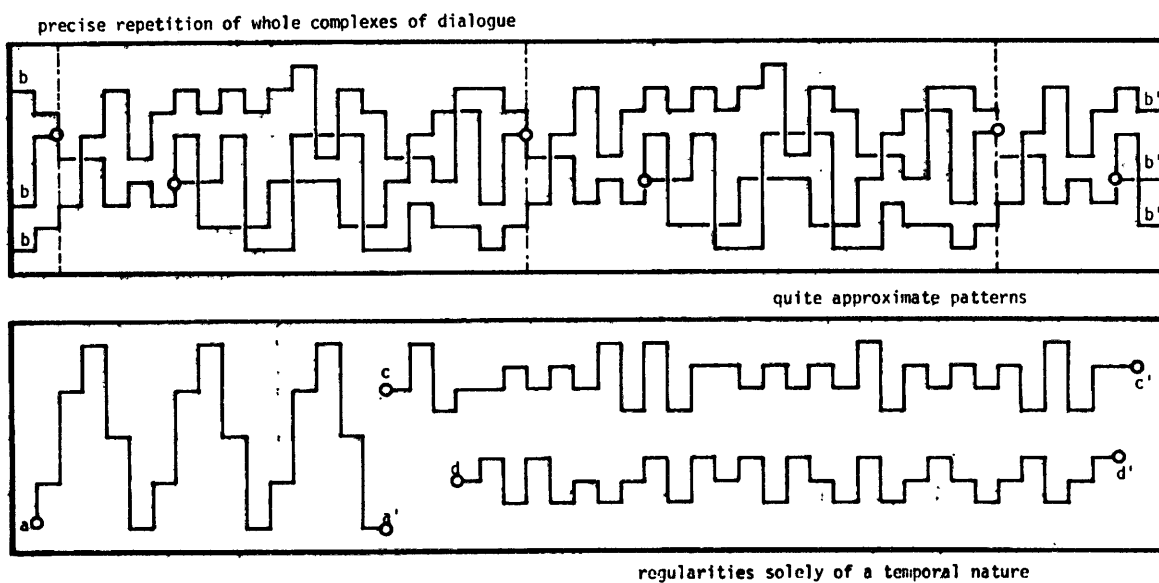 precise repetition of whole complexes of dialogue
b
b'
b
b'
b
b'
quite approximate patterns
c
c'
d
d'
a
a'
regularities solely of a temporal nature